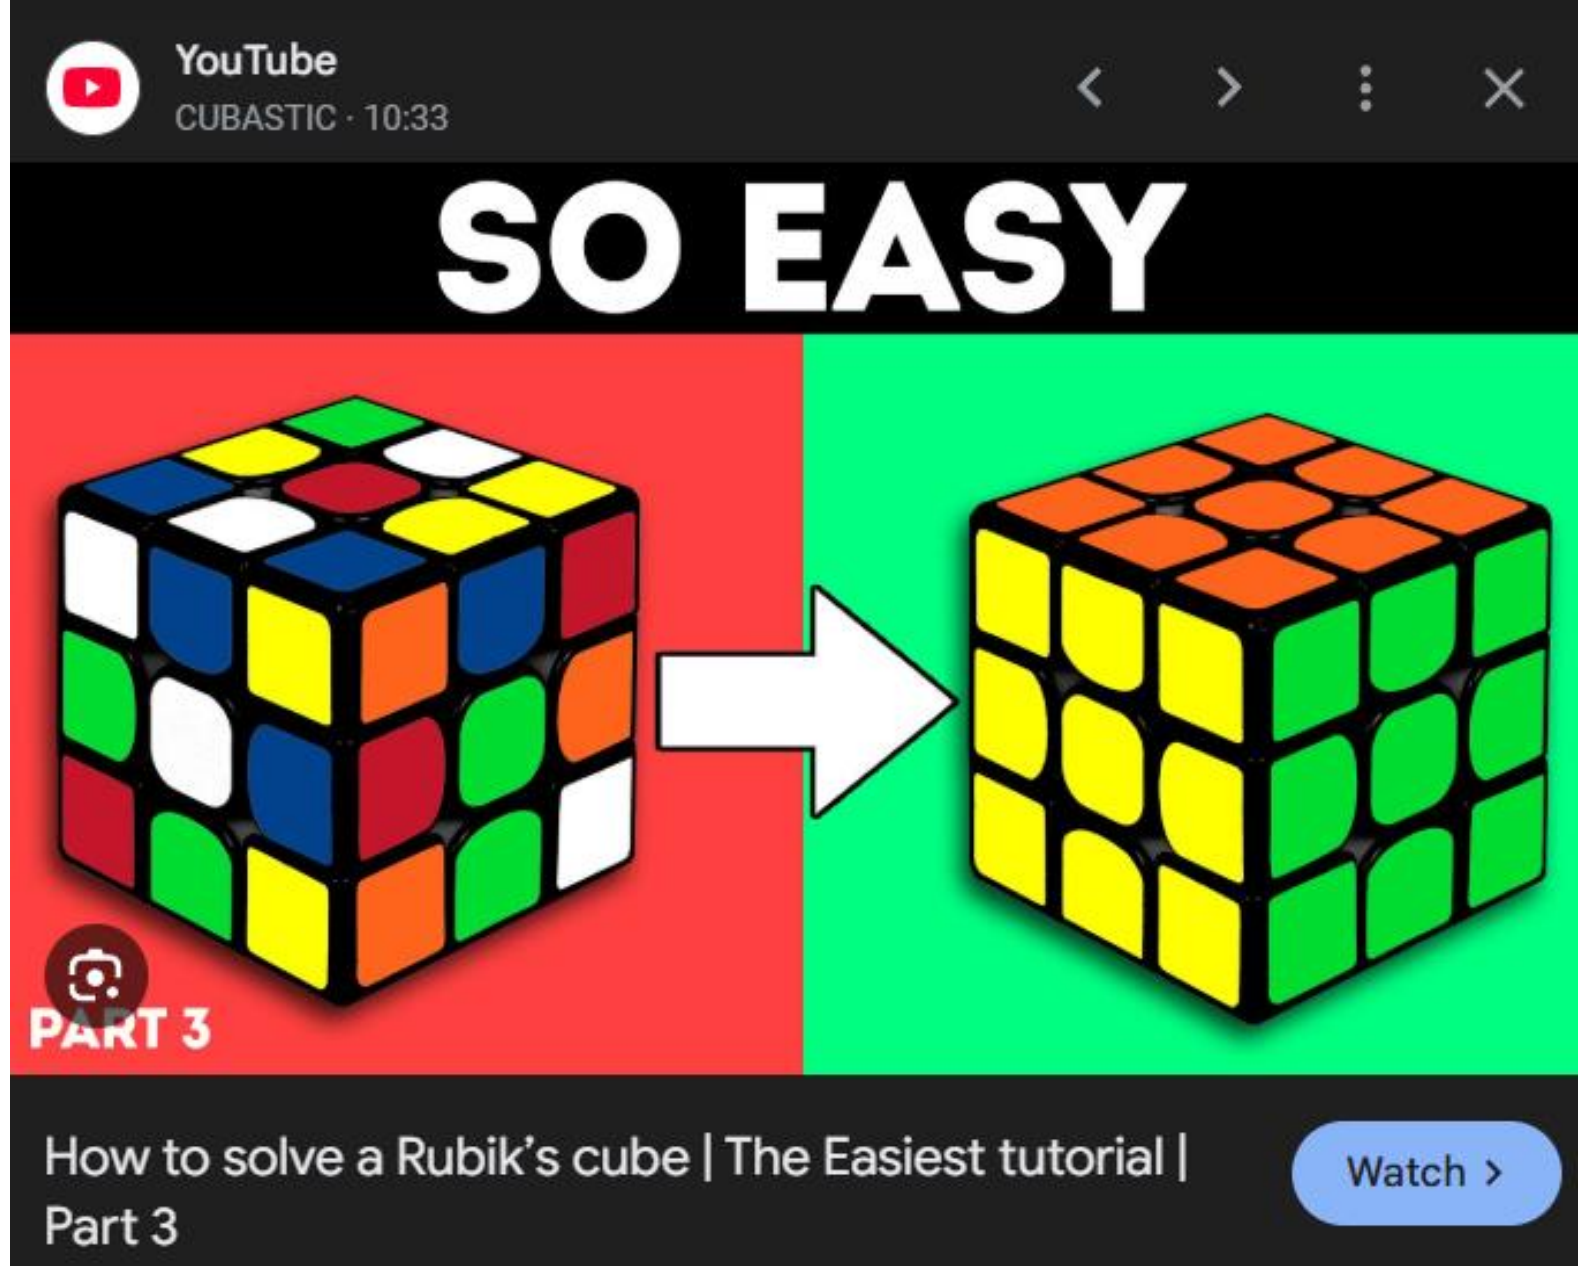 YouTube
CUBASTIC · 10:33
SO EASY
PART 3
How to solve a Rubik's cube | The Easiest tutorial |
Part 3
Watch >